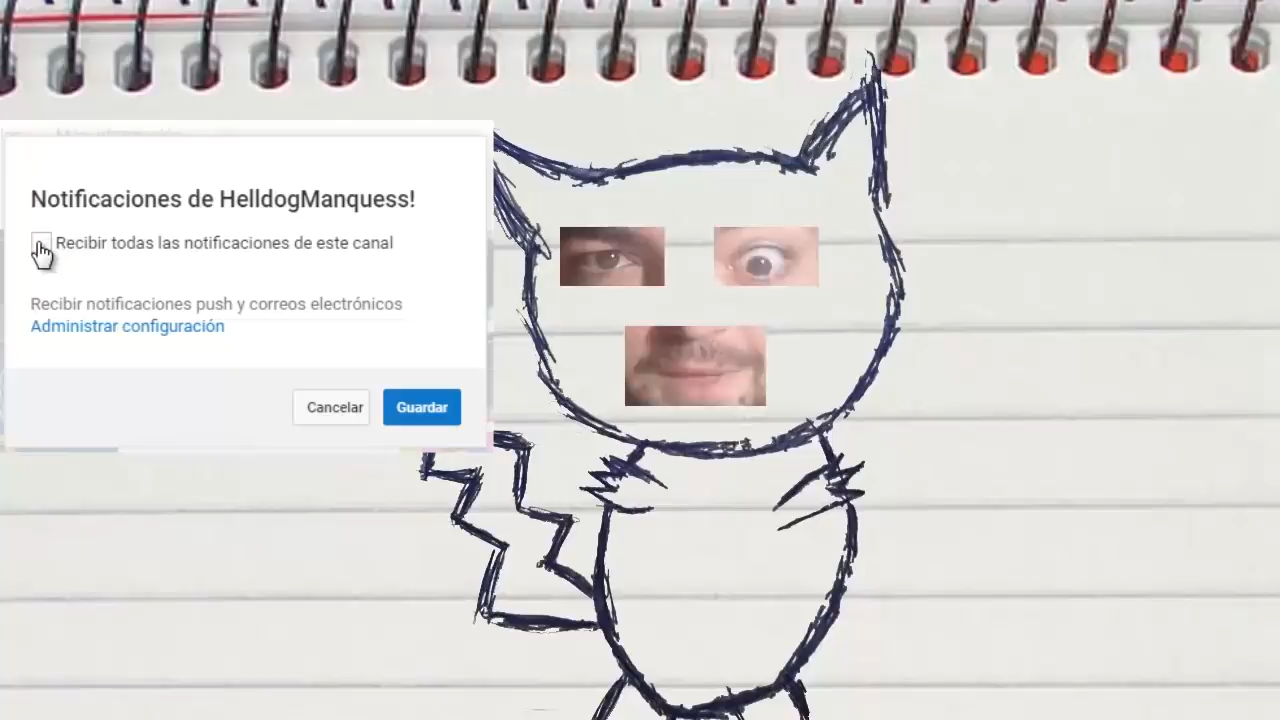 Notificaciones de HelldogManquess!
Recibir todas las notificaciones de este canal
Recibir notificaciones push y correos electrónicos
Administrar configuración
Cancelar
Guardar